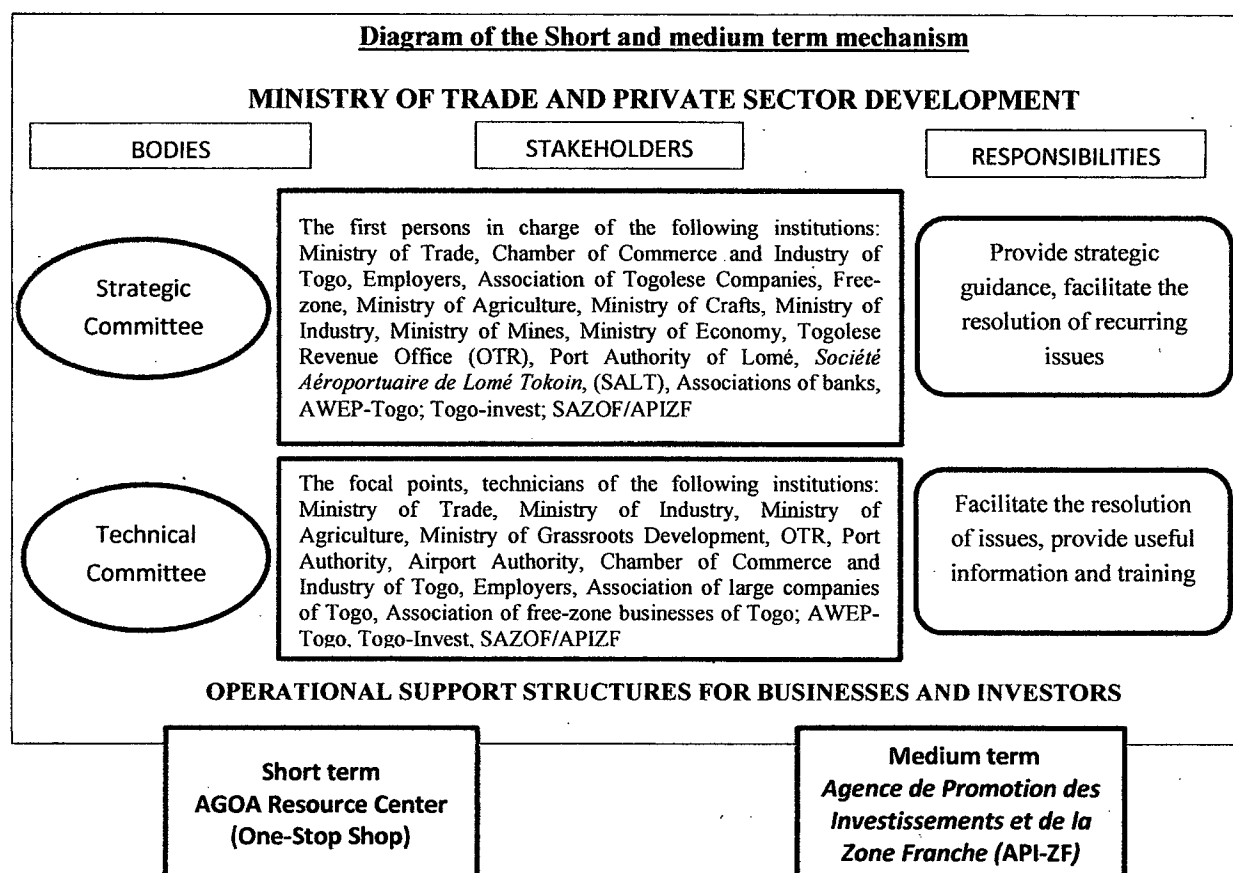 Diagram of the Short and medium term mechanism
MINISTRY OF TRADE AND PRIVATE SECTOR DEVELOPMENT
BODIES
STAKEHOLDERS
RESPONSIBILITIES
Strategic
Committee
The first persons in charge of the following institutions:
Ministry of Trade, Chamber of Commerce and Industry of
Togo, Employers, Association of Togolese Companies, Free-
zone, Ministry of Agriculture, Ministry of Crafts, Ministry of
Industry, Ministry of Mines, Ministry of Economy, Togolese
Revenue Office (OTR), Port Authority of Lomé, Société
Aéroportuaire de Lomé Tokoin, (SALT), Associations of banks,
AWEP-Togo; Togo-invest; SAZOF/APIZF
Provide strategic
guidance, facilitate the
resolution of recurring
issues
Technical
Committee
The focal points, technicians of the following institutions:
Ministry of Trade, Ministry of Industry, Ministry of
Agriculture, Ministry of Grassroots Development, OTR, Port
Authority, Airport Authority, Chamber of Commerce and
Industry of Togo, Employers, Association of large companies
of Togo, Association of free-zone businesses of Togo; AWEP-
Togo, Togo-Invest, SAZOF/APIZF
Facilitate the resolution
of issues, provide useful
information and training
OPERATIONAL SUPPORT STRUCTURES FOR BUSINESSES AND INVESTORS
Short term
AGOA Resource Center
(One-Stop Shop)
Medium term
Agence de Promotion des
Investissements et de la
Zone Franche (API-ZF)